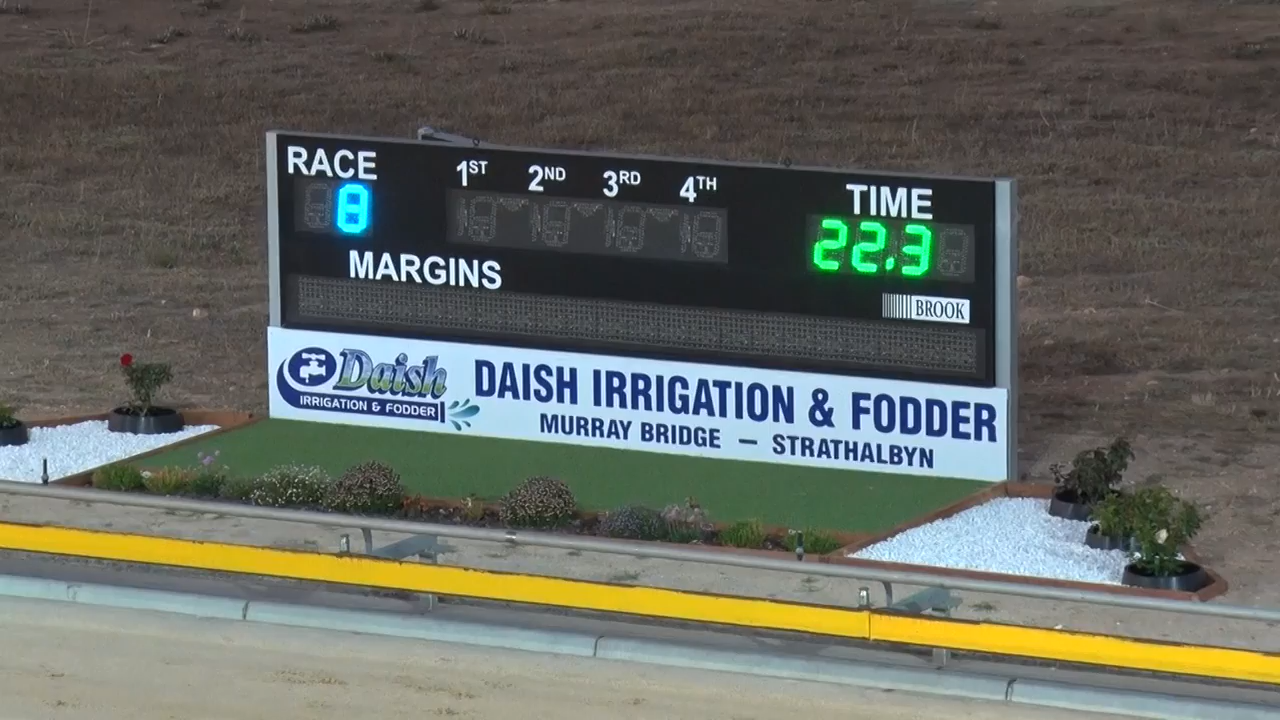 RACE 1ST 2ND 3RD 4TH TIME
8 22.3
MARGINS
BROOK
Daish
IRRIGATION & FODDER
DAISH IRRIGATION & FODDER
MURRAY BRIDGE — STRATHALBYN